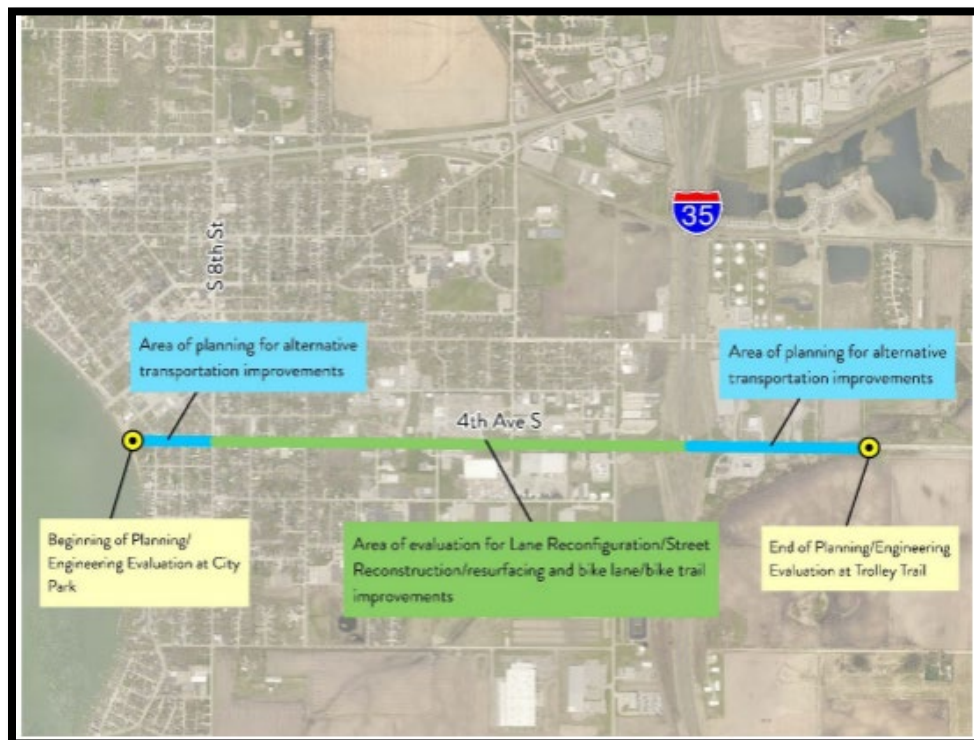 35
S 8th St
Area of planning for alternative
transportation improvements
Area of planning for alternative
transportation improvements
4th Ave S
Beginning of Planning/
Engineering Evaluation at City
Park
Area of evaluation for Lane Reconfiguration/Street
Reconstruction/resurfacing and bike lane/bike trail
improvements
End of Planning/Engineering
Evaluation at Trolley Trail